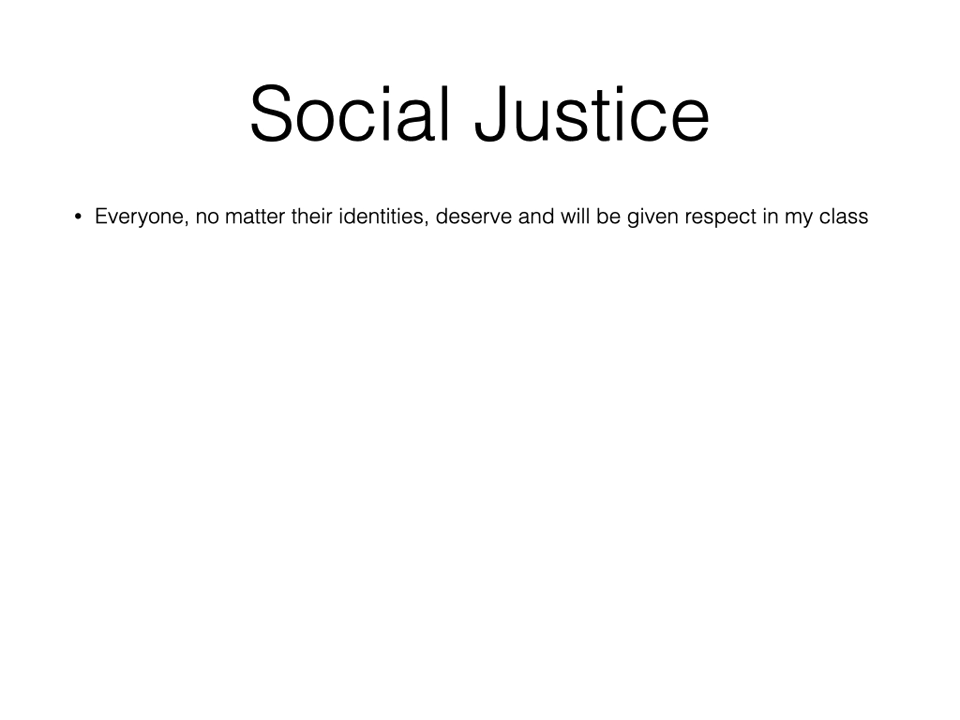 Social Justice
• Everyone, no matter their identities, deserve and will be given respect in my class